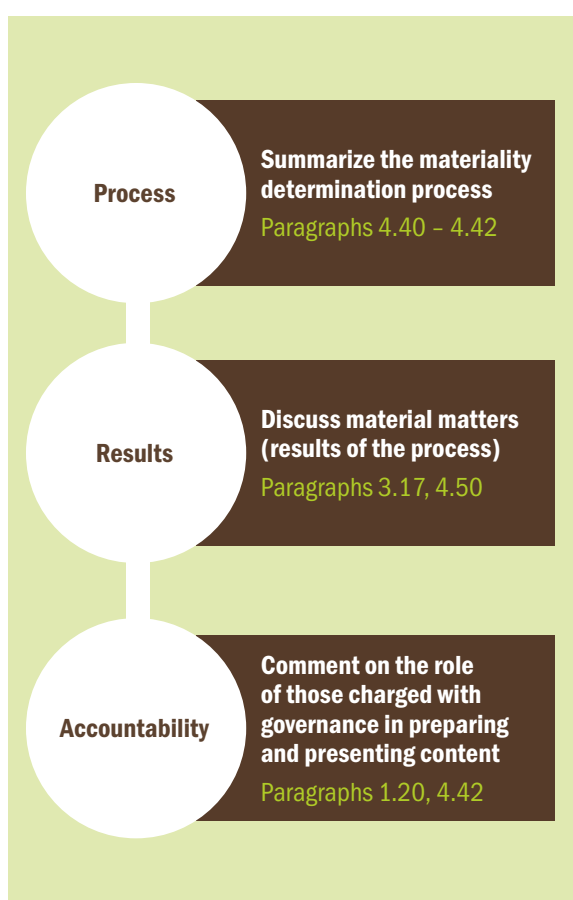 Process
Summarize the materiality
determination process
Paragraphs 4.40 – 4.42
Results
Discuss material matters
(results of the process)
Paragraphs 3.17, 4.50
Accountability
Comment on the role
of those charged with
governance in preparing
and presenting content
Paragraphs 1.20, 4.42